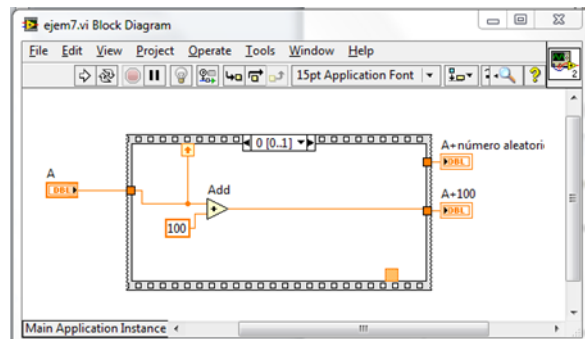 ejem7.vi Block Diagram
File Edit View Project Operate Tools Window Help
15pt Application Font
2
0 [0..1]
A+número aleatori
DBL
A
DBL
Add
A+100
DBL
100
Main Application Instance